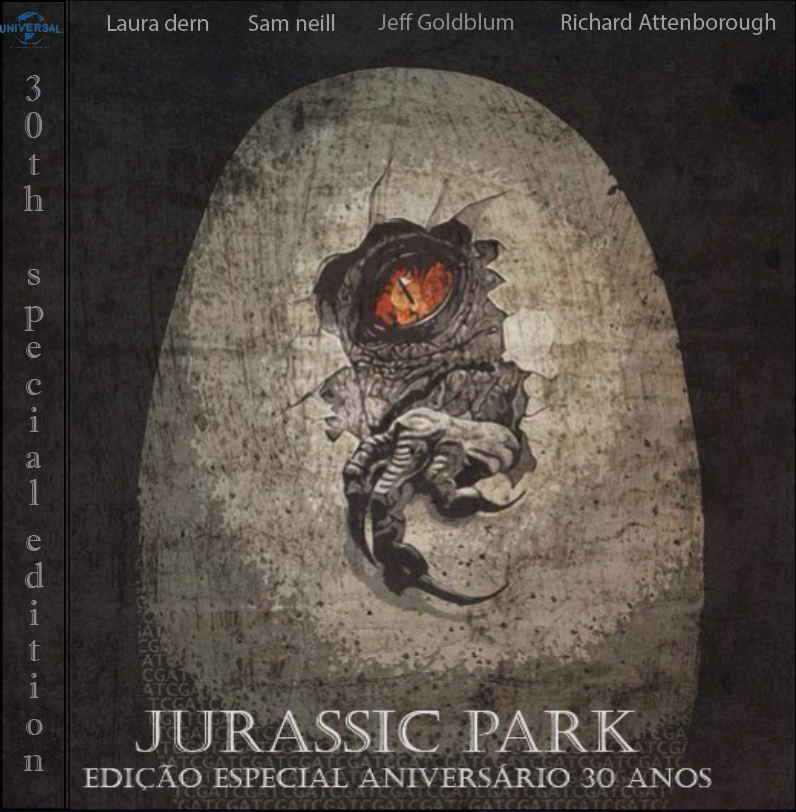 UNIVERSAL
Laura dern Sam neill Jeff Goldblum Richard Attenborough
30th special edition
ATCGA
JURASSIC PARK
EDIÇÃO ESPECIAL ANIVERSÁRIO 30 ANOS